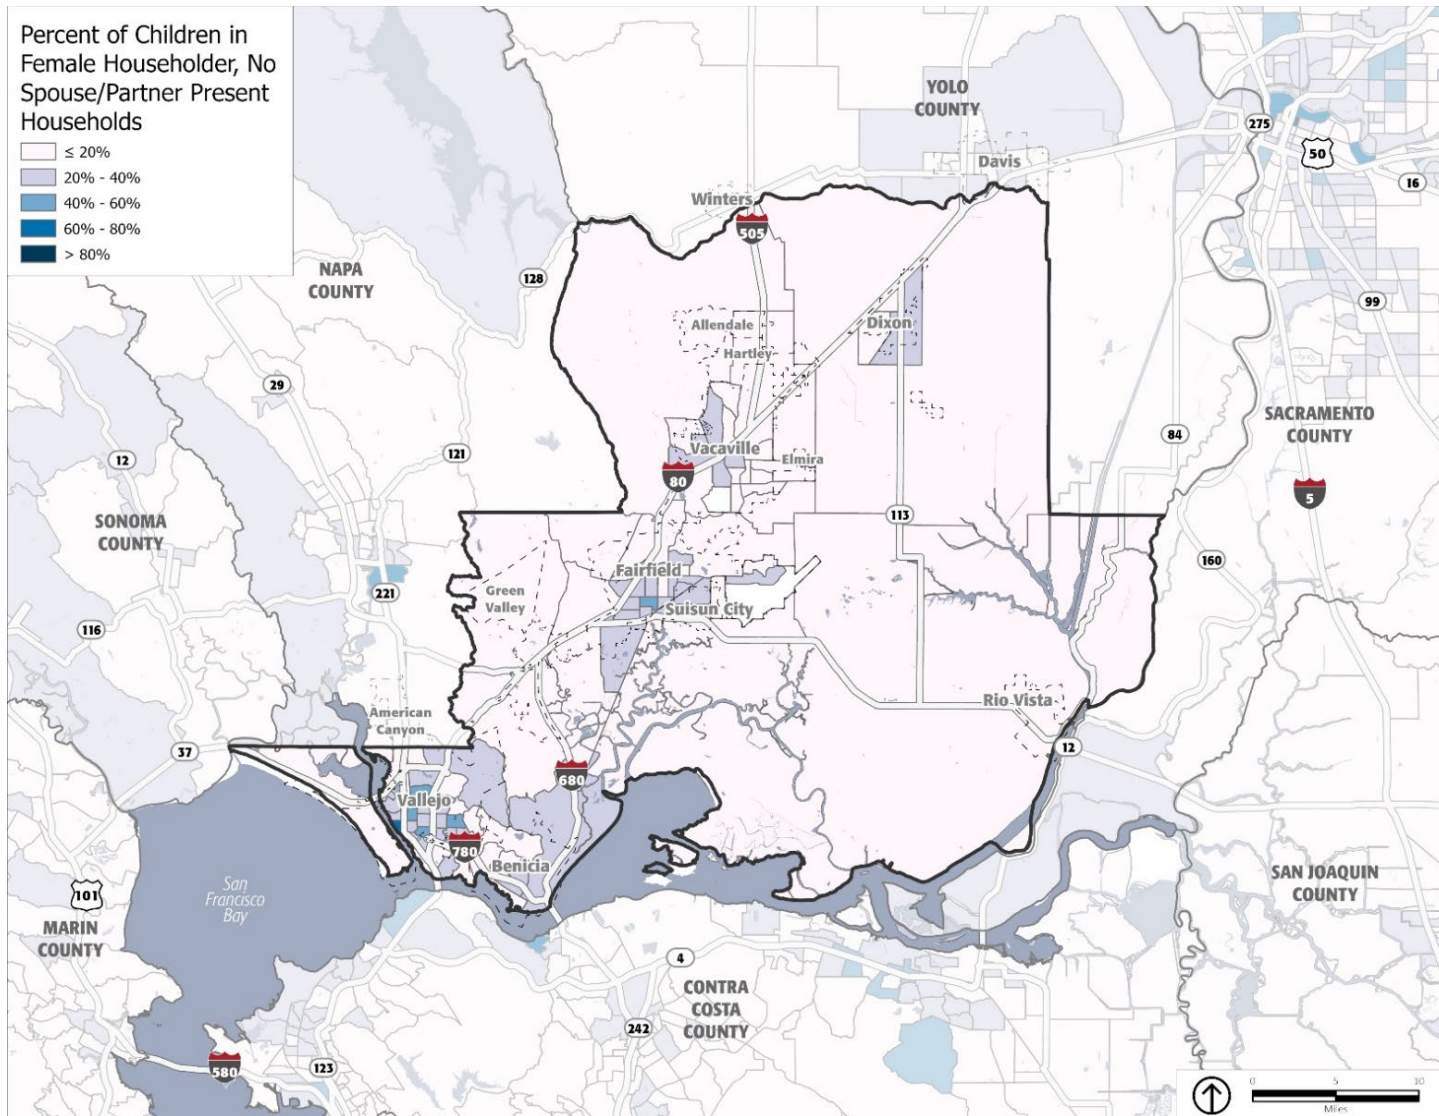 Percent of Children in
Female Householder, No
Spouse/Partner Present
Households
≤ 20%
20% - 40%
40% - 60%
60% - 80%
> 80%
YOLO
COUNTY
275
50
Davis
16
Winters
505
NAPA
COUNTY
128
99
Allendale
Dixon
Hartley
29
SACRAMENTO
COUNTY
84
12
121
Vacaville
Elmira
80
5
SONOMA
COUNTY
113
160
Fairfield
Green
Valley
221
Suisun City
116
Rio Vista
American
Canyon
37
12
680
Vallejo
780
Benicia
San
Francisco
Bay
101
MARIN
COUNTY
SAN JOAQUIN
COUNTY
4
CONTRA
COSTA
COUNTY
242
580
123
0 5 10
Miles